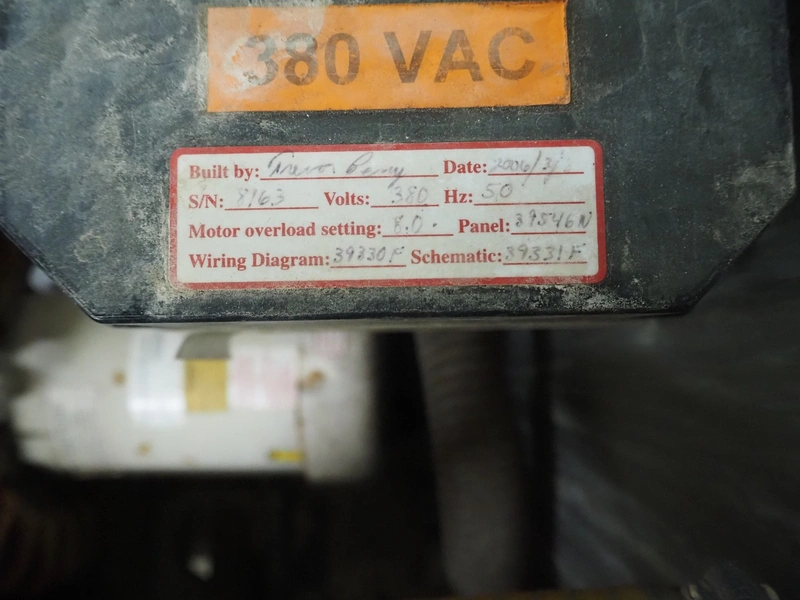 380 VAC
Built by: Trevor Date: 2006/3/
S/N: 8163 Volts: 380 Hz: 50
Motor overload setting: 8.0. Panel: 39546N
Wiring Diagram: 39330F Schematic: 39331F